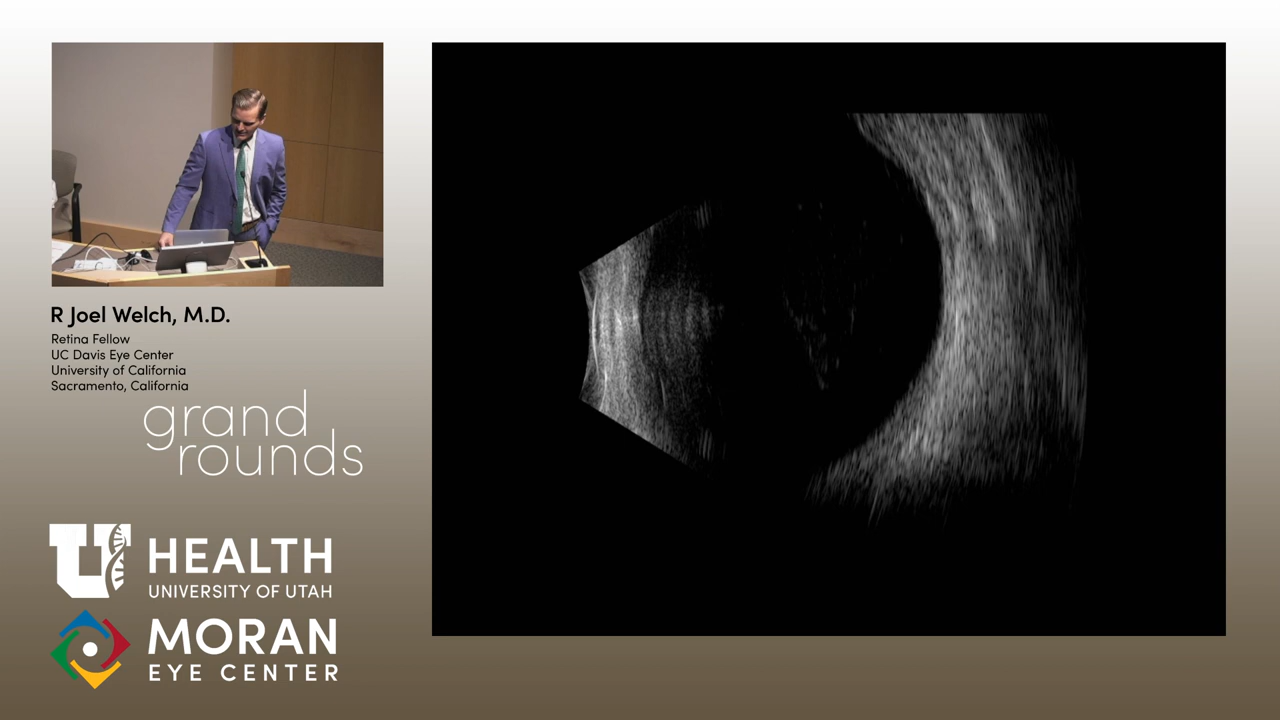 R Joel Welch, M.D.
Retina Fellow
UC Davis Eye Center
University of California
Sacramento, California
grand
rounds
U HEALTH
UNIVERSITY OF UTAH
MORAN
EYE CENTER